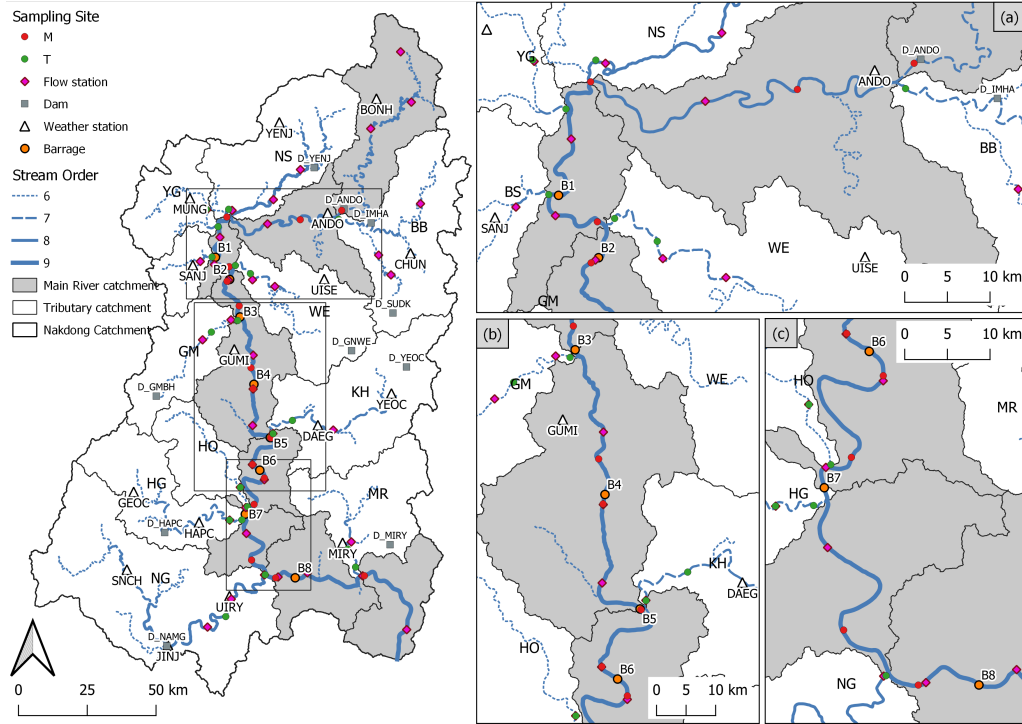 Sampling Site
M
T
Flow station
Dam
Weather station
Barrage
Stream Order
6
7
8
9
Main River catchment
Tributary catchment
Nakdong Catchment
BONH
YENJ
NS
D_YENJ
YG
MUNG
D_ANDO
ANDO
D_IMHA
BB
B1
SANJ
B2
CHUN
UISE
WE
D_SUDK
B3
GM
GUMI
D_GNWE
D_YEOC
D_GMBH
B4
KH
YEOC
DAEG
HO
B5
B6
HG
GEOC
MR
D_HAPC
HAPC
B7
MIRY
D_MIRY
SNCH
NG
B8
UIRY
D_NAMG
JINJ
0 25 50 km
(a)
NS
YG
D_ANDO
ANDO
D_IMHA
BB
BS
B1
SANJ
WE
B2
UISE
GM
0 5 10 km
(b)
B3
GM
WE
GUMI
B4
KH
DAEG
B5
HO
B6
0 5 10 km
(c)
0 5 10 km
B6
HO
MR
B7
HG
NG
B8